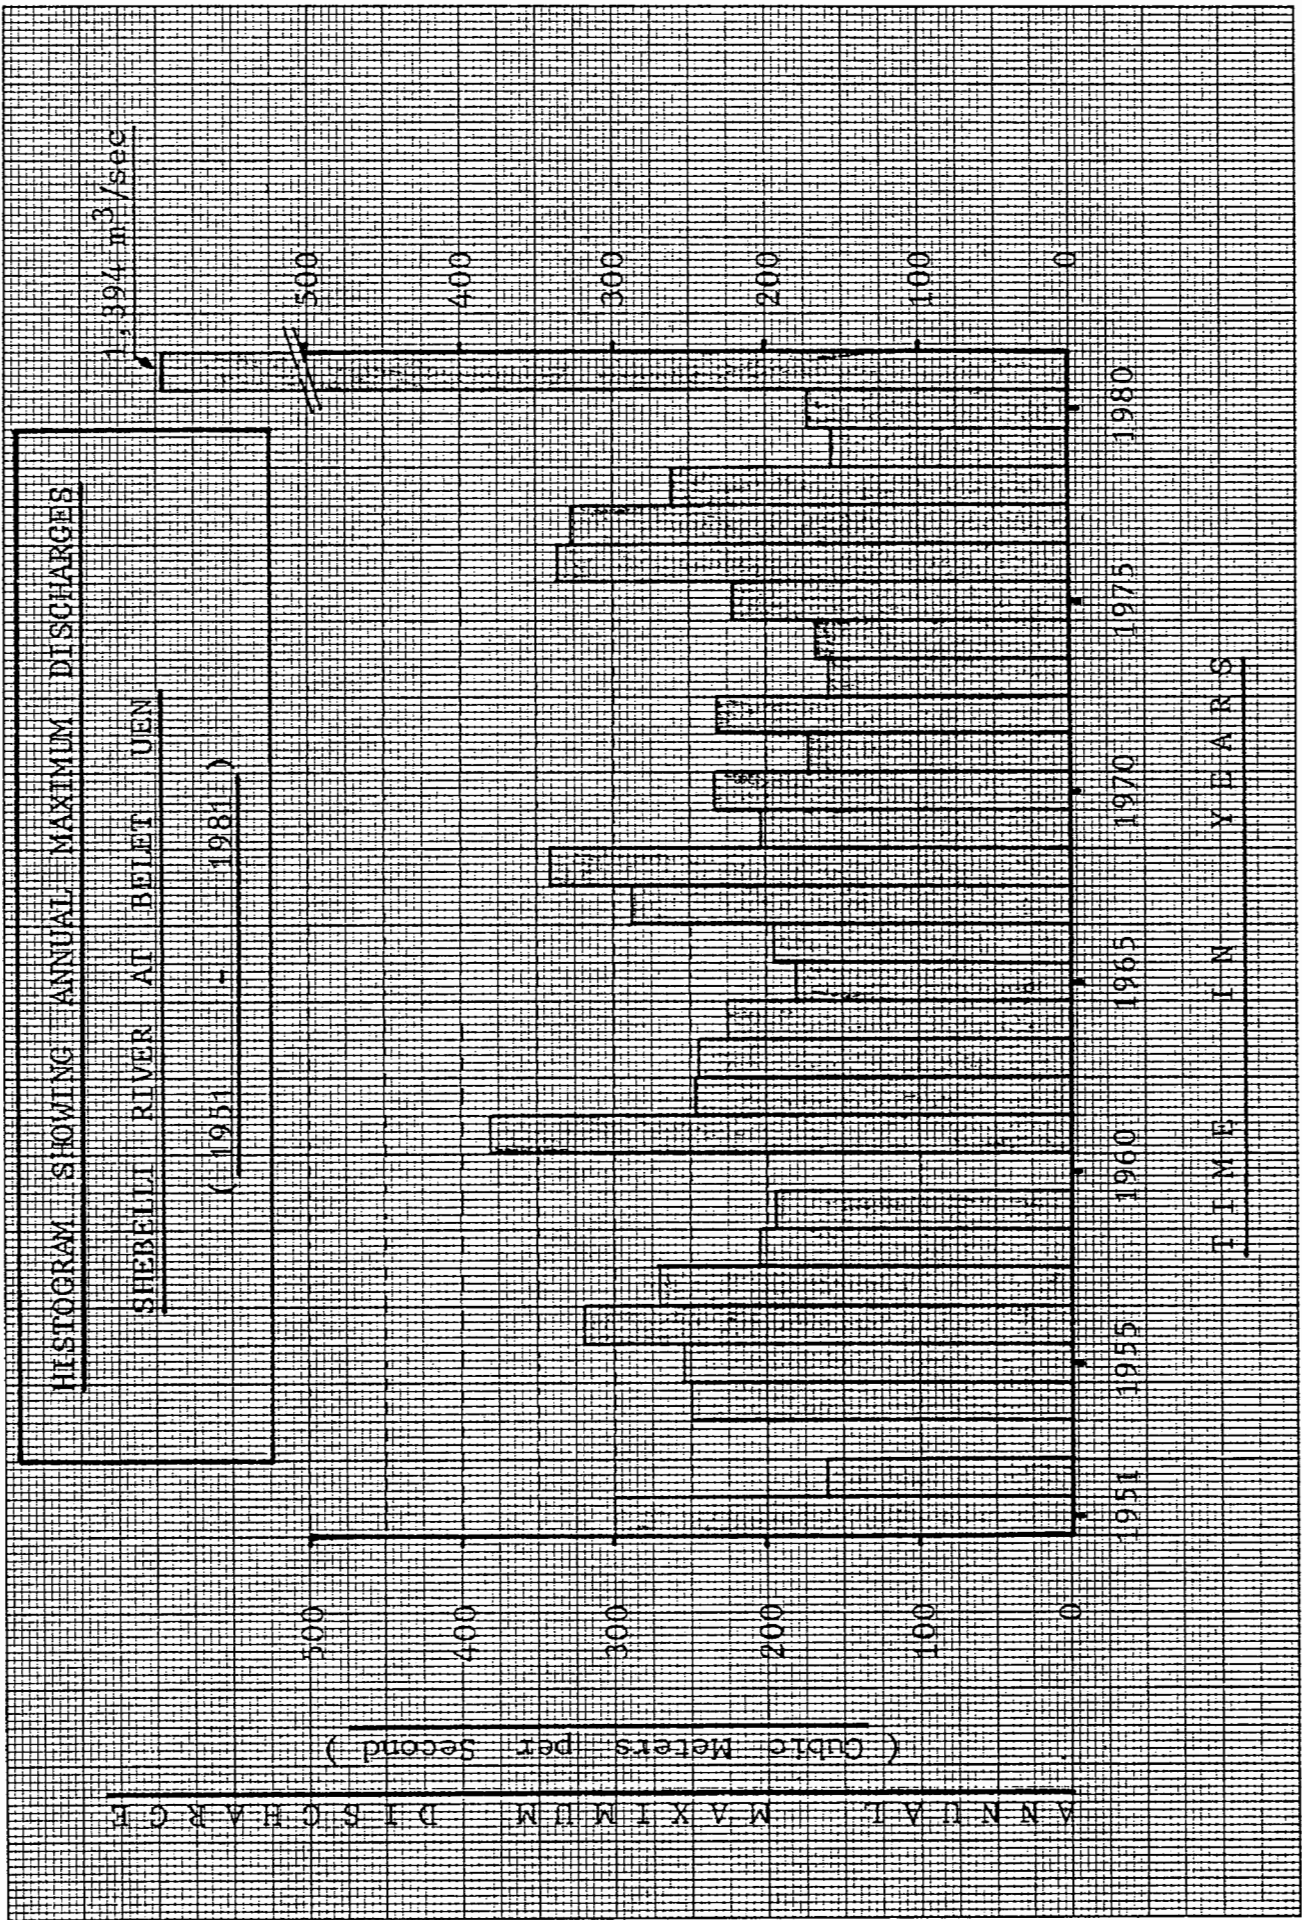 HISTOGRAM SHOWING ANNUAL MAXIMUM DISCHARGES
SHEBELLI RIVER AT BELET UEN
( 1951 - 1981 )
1,394 m³/sec
ANNUAL MAXIMUM DISCHARGE
( Cubic Meters per Second )
500
400
300
200
100
0
500
400
300
200
100
0
1951
1955
1960
1965
1970
1975
1980
TIME IN YEARS